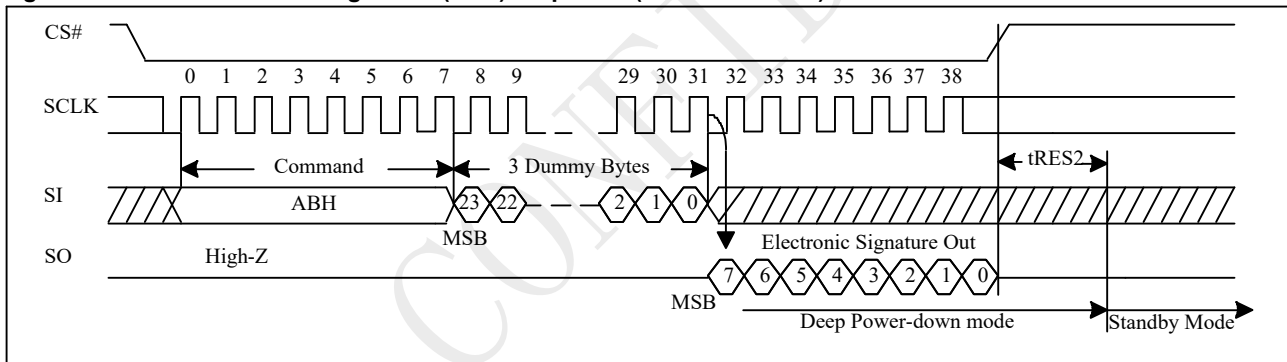 CS#
0 1 2 3 4 5 6 7 8 9 29 30 31 32 33 34 35 36 37 38
SCLK
Command 3 Dummy Bytes tRES2
SI ABH 23 22 2 1 0
MSB
SO High-Z Electronic Signature Out
7 6 5 4 3 2 1 0
MSB
Deep Power-down mode Standby Mode